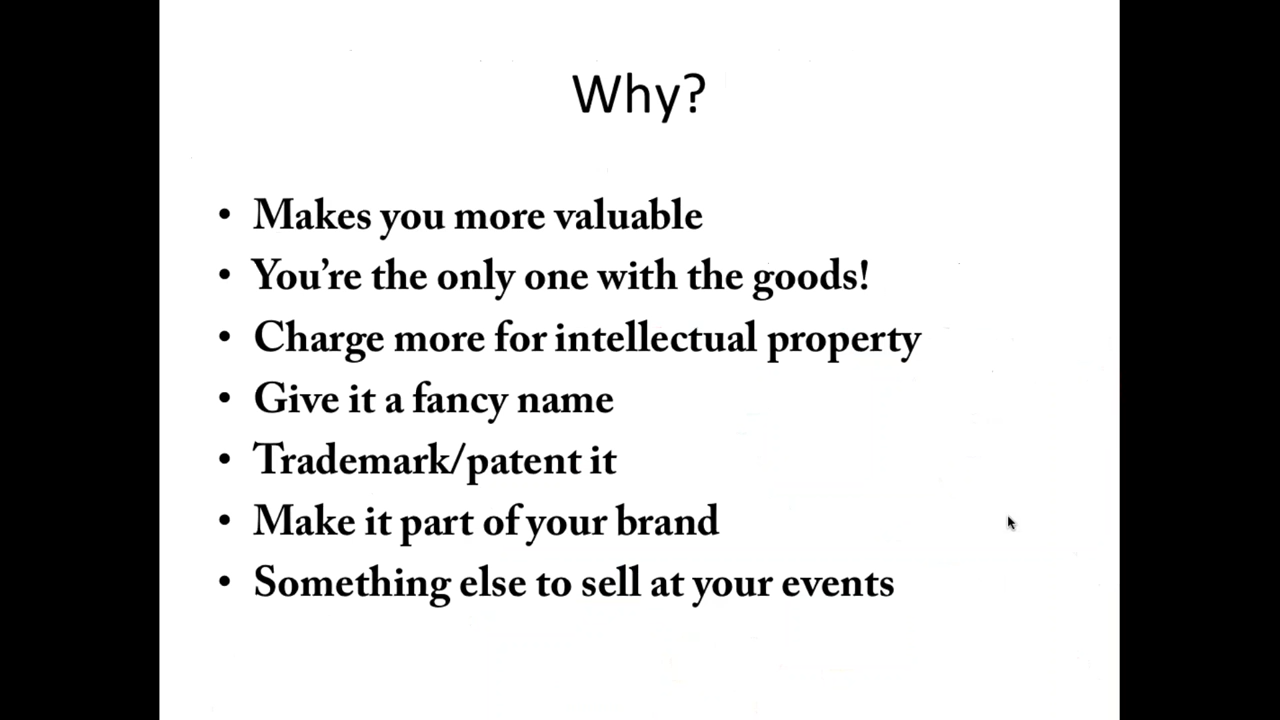 Why?
• Makes you more valuable
• You’re the only one with the goods!
• Charge more for intellectual property
• Give it a fancy name
• Trademark/patent it
• Make it part of your brand
• Something else to sell at your events